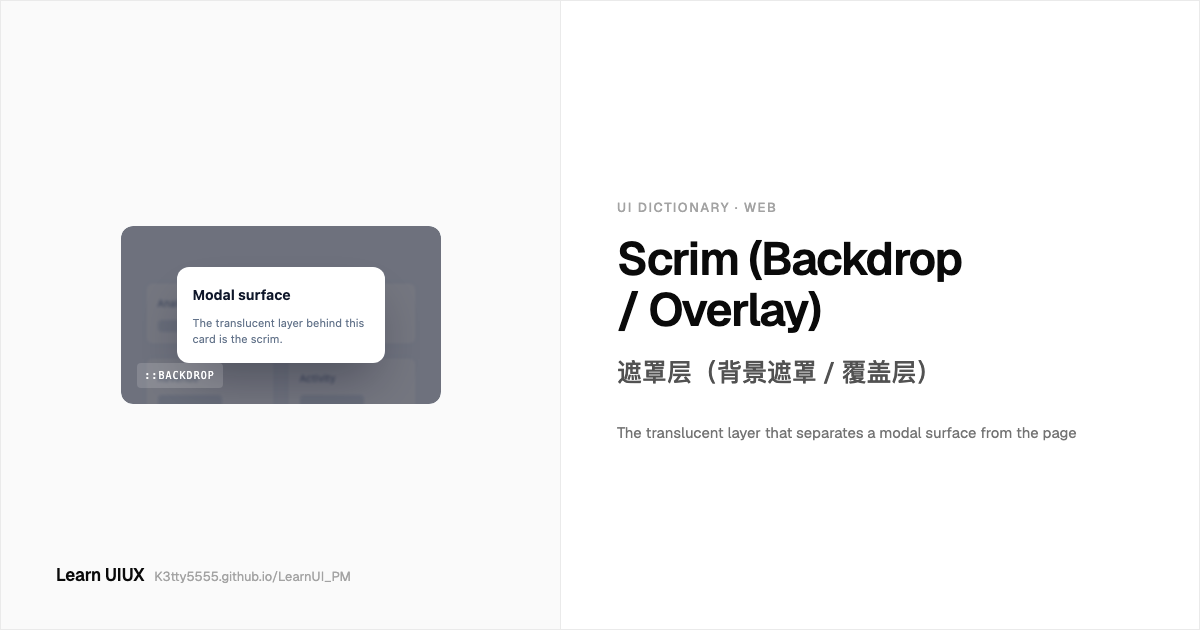 Modal surface
The translucent layer behind this
card is the scrim.
::BACKDROP
Activity
Learn UIUX K3tty5555.github.io/LearnUI_PM
UI DICTIONARY · WEB
Scrim (Backdrop
/ Overlay)
遮罩层（背景遮罩 / 覆盖层）
The translucent layer that separates a modal surface from the page